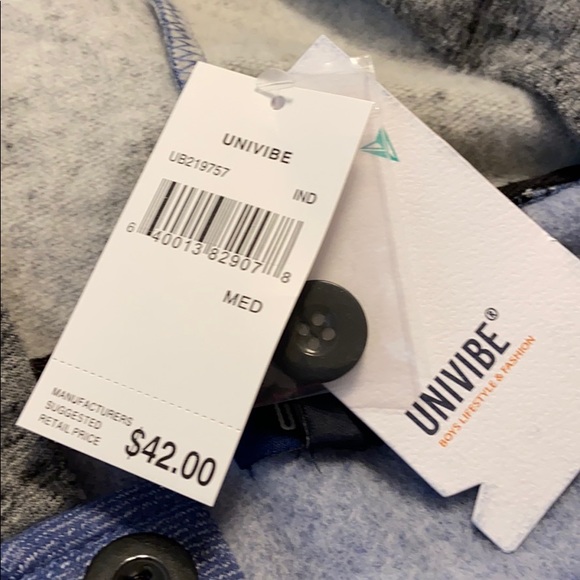 UNIVIBE
UB219757
IND
6 40013 82907 8
MED
MANUFACTURERS
SUGGESTED
RETAIL PRICE
$42.00
UNIVIBE®
BOYS LIFESTYLE & FASHION